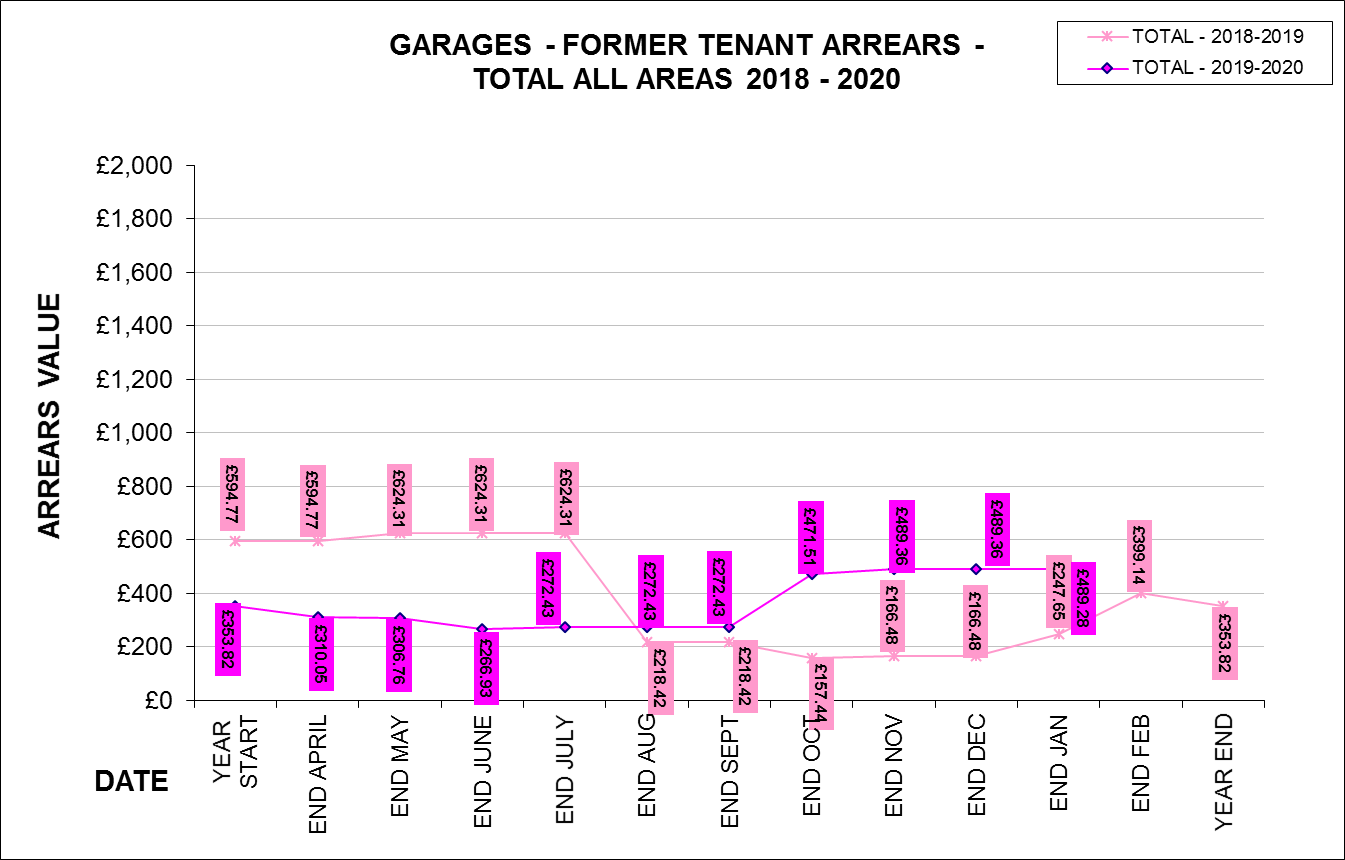 GARAGES - FORMER TENANT ARREARS -
TOTAL ALL AREAS 2018 - 2020
TOTAL - 2018-2019
TOTAL - 2019-2020
ARREARS VALUE
£2,000
£1,800
£1,600
£1,400
£1,200
£1,000
£800
£600
£400
£200
£0
£594.77
£594.77
£624.31
£624.31
£624.31
£218.42
£218.42
£157.44
£166.48
£166.48
£247.65
£399.14
£353.82
£353.82
£310.05
£306.76
£266.93
£272.43
£272.43
£272.43
£471.51
£489.36
£489.36
£489.28
YEAR
START
END APRIL
END MAY
END JUNE
END JULY
END AUG
END SEPT
END OCT
END NOV
END DEC
END JAN
END FEB
YEAR END
DATE